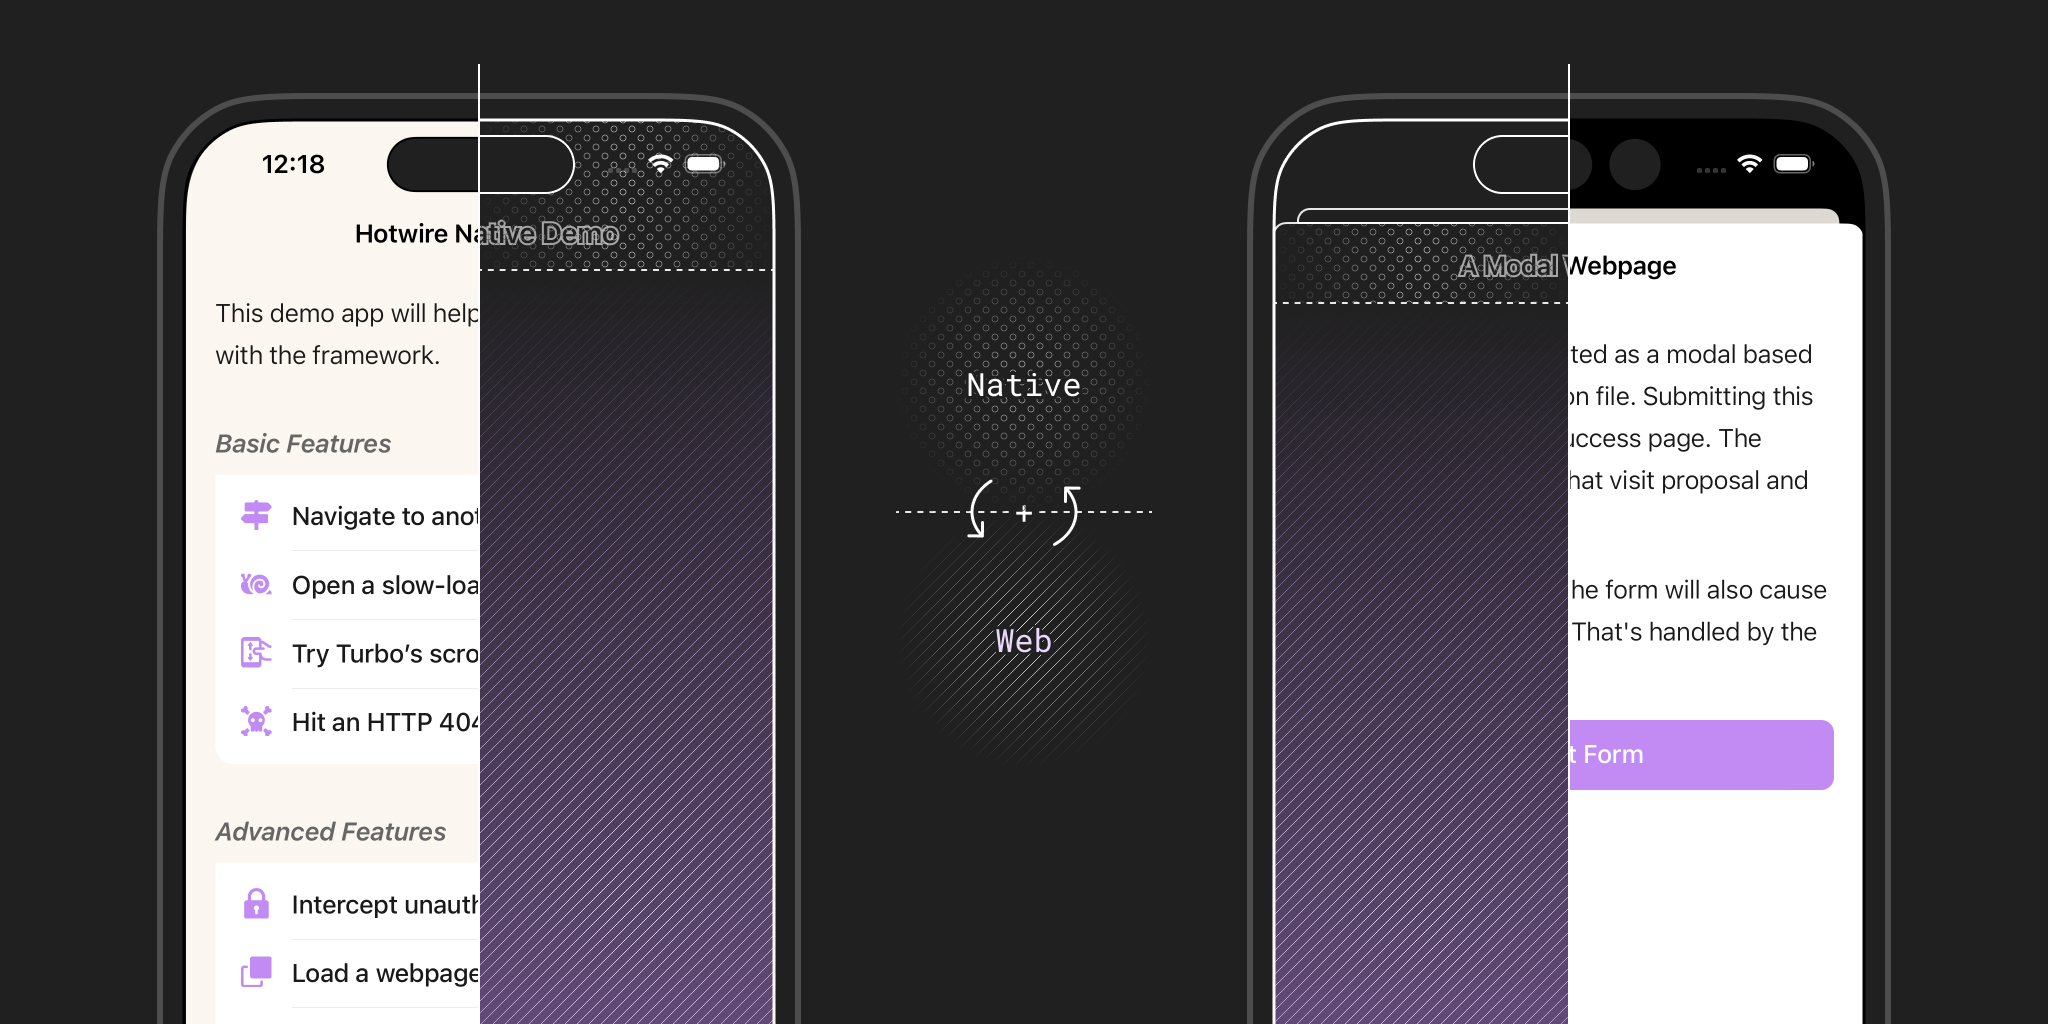 12:18
Hotwire Native Demo
This demo app will help
with the framework.
Basic Features
Navigate to anot
Open a slow-loa
Try Turbo’s scro
Hit an HTTP 404
Advanced Features
Intercept unauth
Load a webpage
Native
+
Web
A Modal Webpage
ted as a modal based
on file. Submitting this
uccess page. The
hat visit proposal and
he form will also cause
That's handled by the
t Form